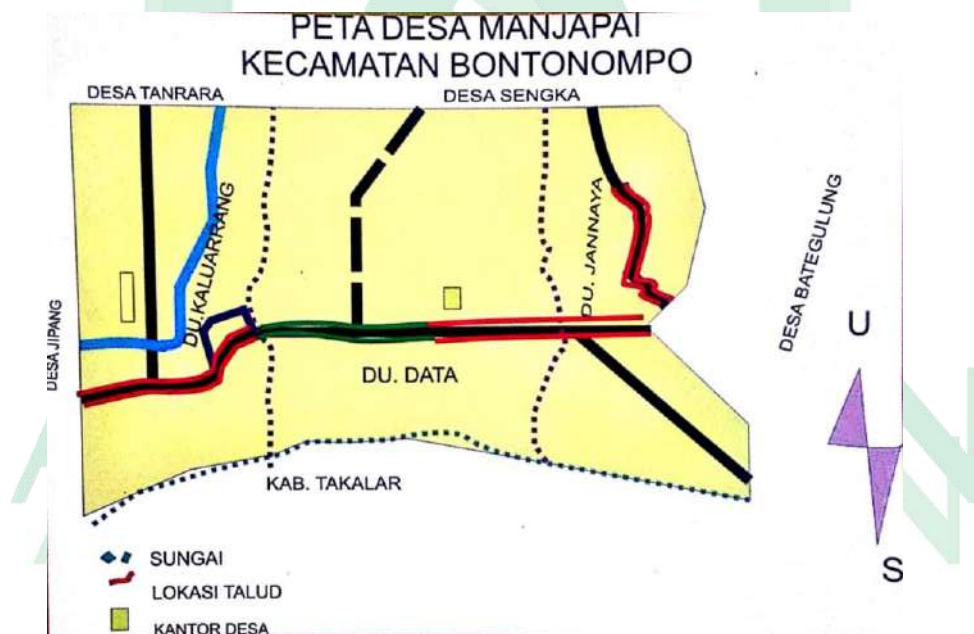 PETA DESA MANJAPAI
KECAMATAN BONTONOMPO
DESA TANRARA
DESA SENGKA
DU.KALUARRANG
DU. JANNAYA
DESA BATEGULUNG
DESA JIPANG
U
DU. DATA
KAB. TAKALAR
SUNGAI
LOKASI TALUD
KANTOR DESA
S